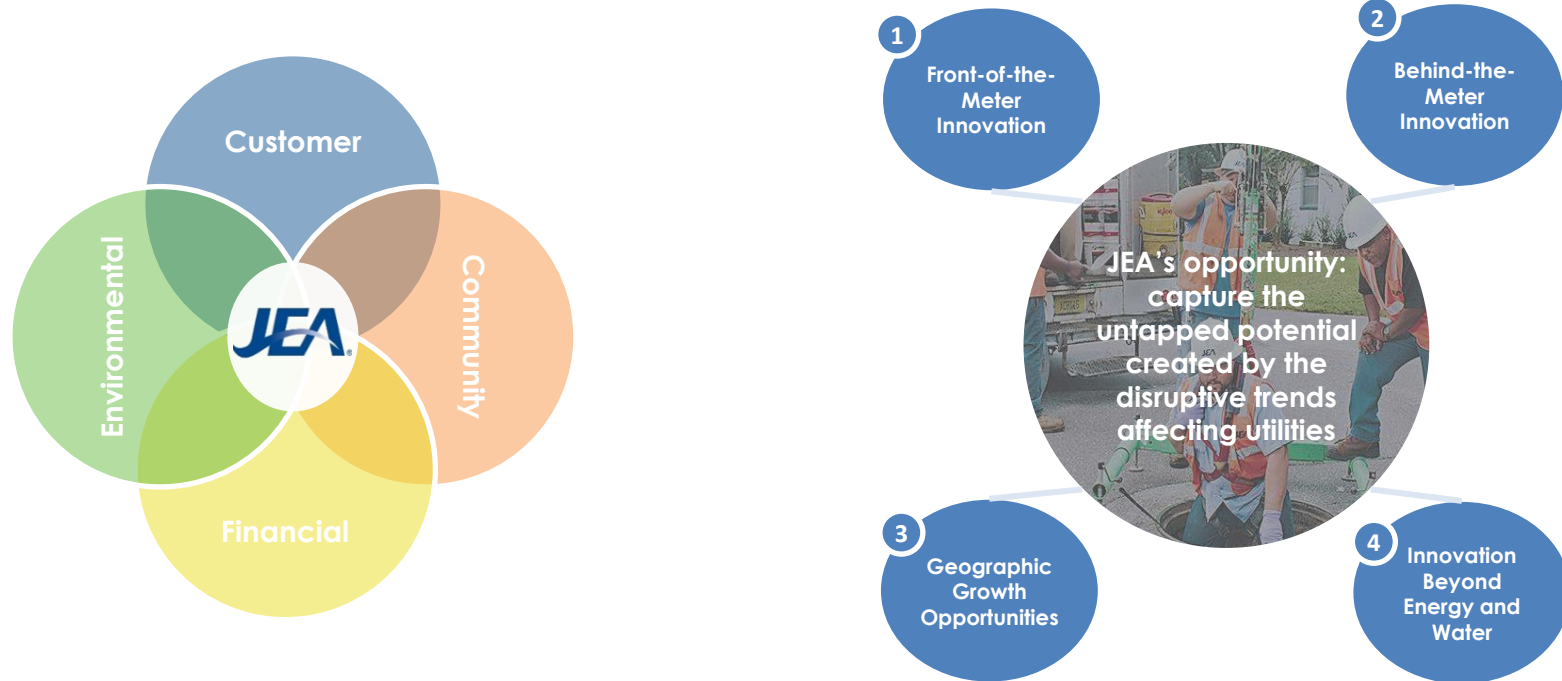 Customer
Environmental
Community
JEA
Financial
1
Front-of-the-
Meter
Innovation
2
Behind-the-
Meter
Innovation
JEA’s opportunity:
capture the
untapped potential
created by the
disruptive trends
affecting utilities
3
Geographic
Growth
Opportunities
4
Innovation
Beyond
Energy and
Water